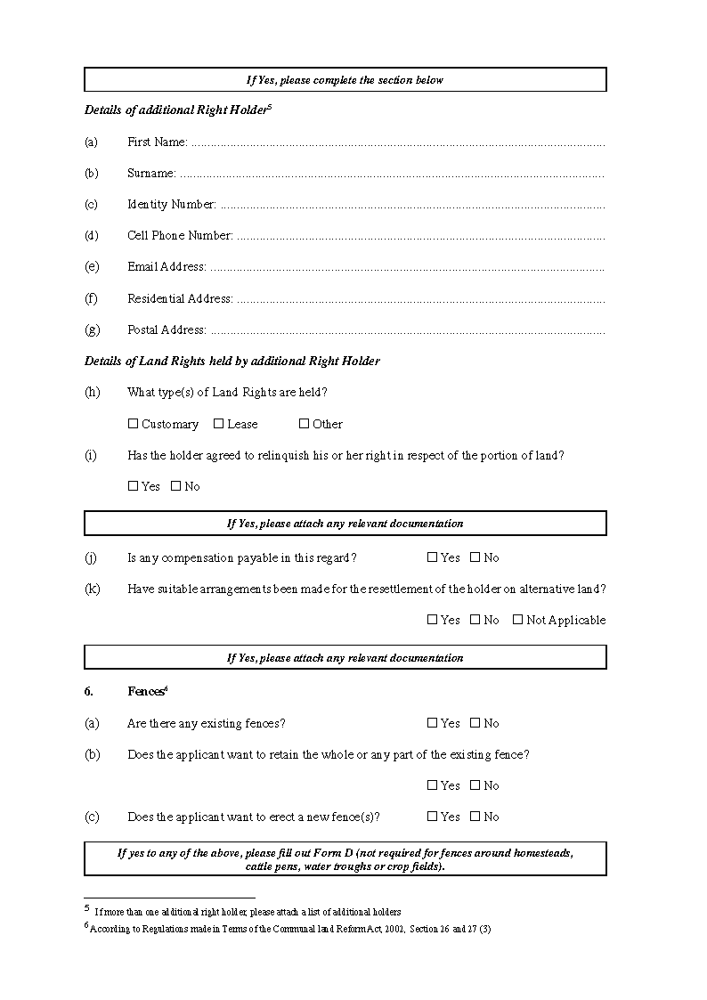 If Yes, please complete the section below
Details of additional Right Holder5
(a) First Name: ................................................................................................................................
(b) Surname: ...................................................................................................................................
(c) Identity Number: .......................................................................................................................
(d) Cell Phone Number: ..................................................................................................................
(e) Email Address: ..........................................................................................................................
(f) Residential Address: ..................................................................................................................
(g) Postal Address: ..........................................................................................................................
Details of Land Rights held by additional Right Holder
(h) What type(s) of Land Rights are held?
☐ Customary ☐ Lease ☐ Other
(i) Has the holder agreed to relinquish his or her right in respect of the portion of land?
☐ Yes ☐ No
If Yes, please attach any relevant documentation
(j) Is any compensation payable in this regard? ☐ Yes ☐ No
(k) Have suitable arrangements been made for the resettlement of the holder on alternative land?
☐ Yes ☐ No ☐ Not Applicable
If Yes, please attach any relevant documentation
6. Fences6
(a) Are there any existing fences? ☐ Yes ☐ No
(b) Does the applicant want to retain the whole or any part of the existing fence?
☐ Yes ☐ No
(c) Does the applicant want to erect a new fence(s)? ☐ Yes ☐ No
If yes to any of the above, please fill out Form D (not required for fences around homesteads,
cattle pens, water troughs or crop fields).
5 If more than one additional right holder, please attach a list of additional holders
6 According to Regulations made in Terms of the Communal land Reform Act, 2002, Section 26 and 27 (3)